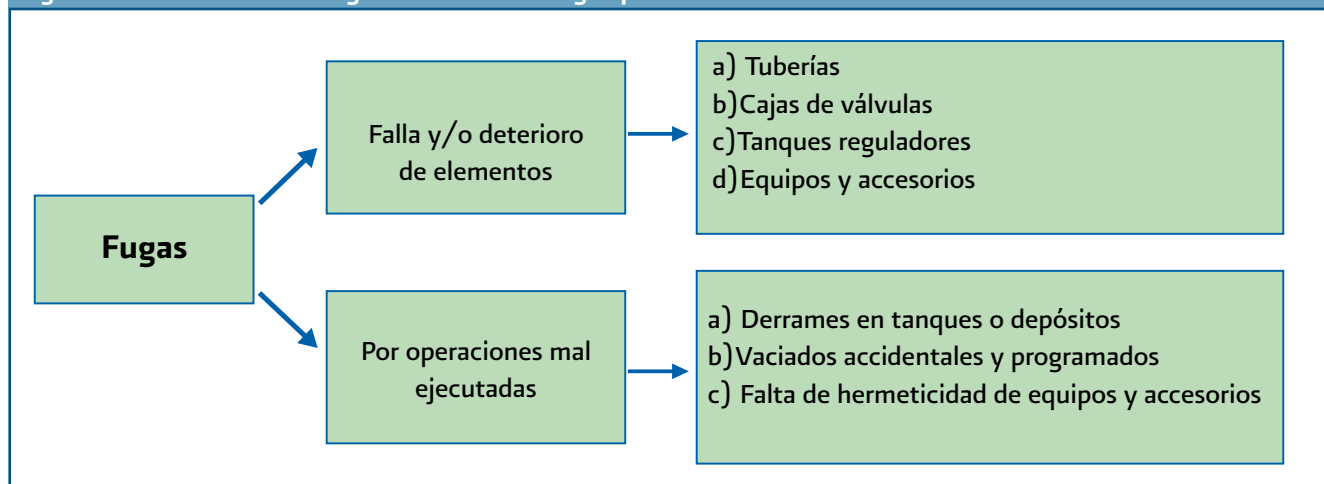 Fugas
Falla y/o deterioro
de elementos
a) Tuberías
b)Cajas de válvulas
c)Tanques reguladores
d)Equipos y accesorios
Por operaciones mal
ejecutadas
a) Derrames en tanques o depósitos
b)Vaciados accidentales y programados
c) Falta de hermeticidad de equipos y accesorios